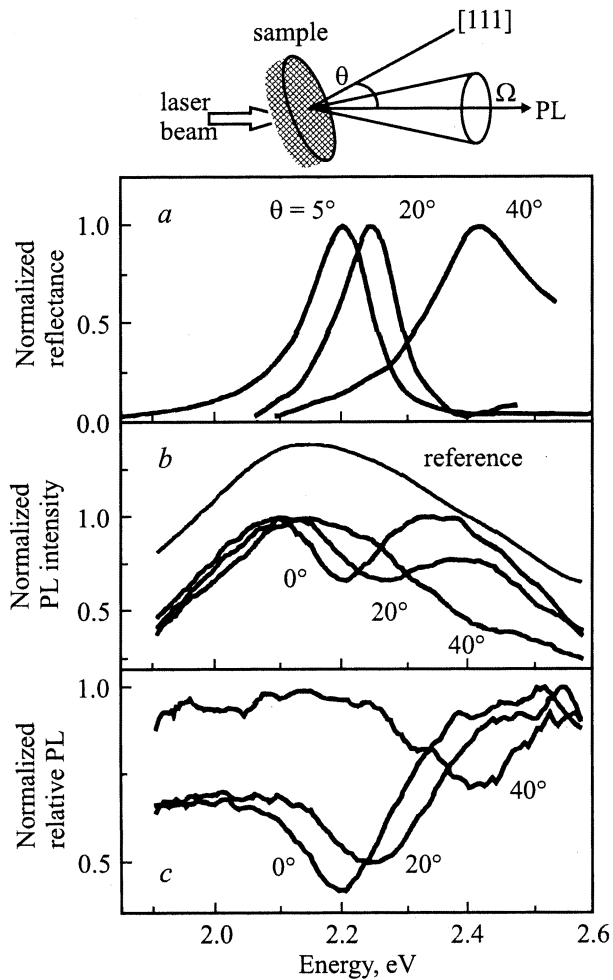 sample
[111]
θ
laser
beam
Ω
PL
a
θ = 5°
20°
40°
Normalized
reflectance
1.0
0.5
0.0
b
reference
Normalized
PL intensity
1.0
0.5
0°
20°
40°
Normalized
relative PL
1.0
0.5
c
0°
20°
40°
2.0
2.2
2.4
2.6
Energy, eV